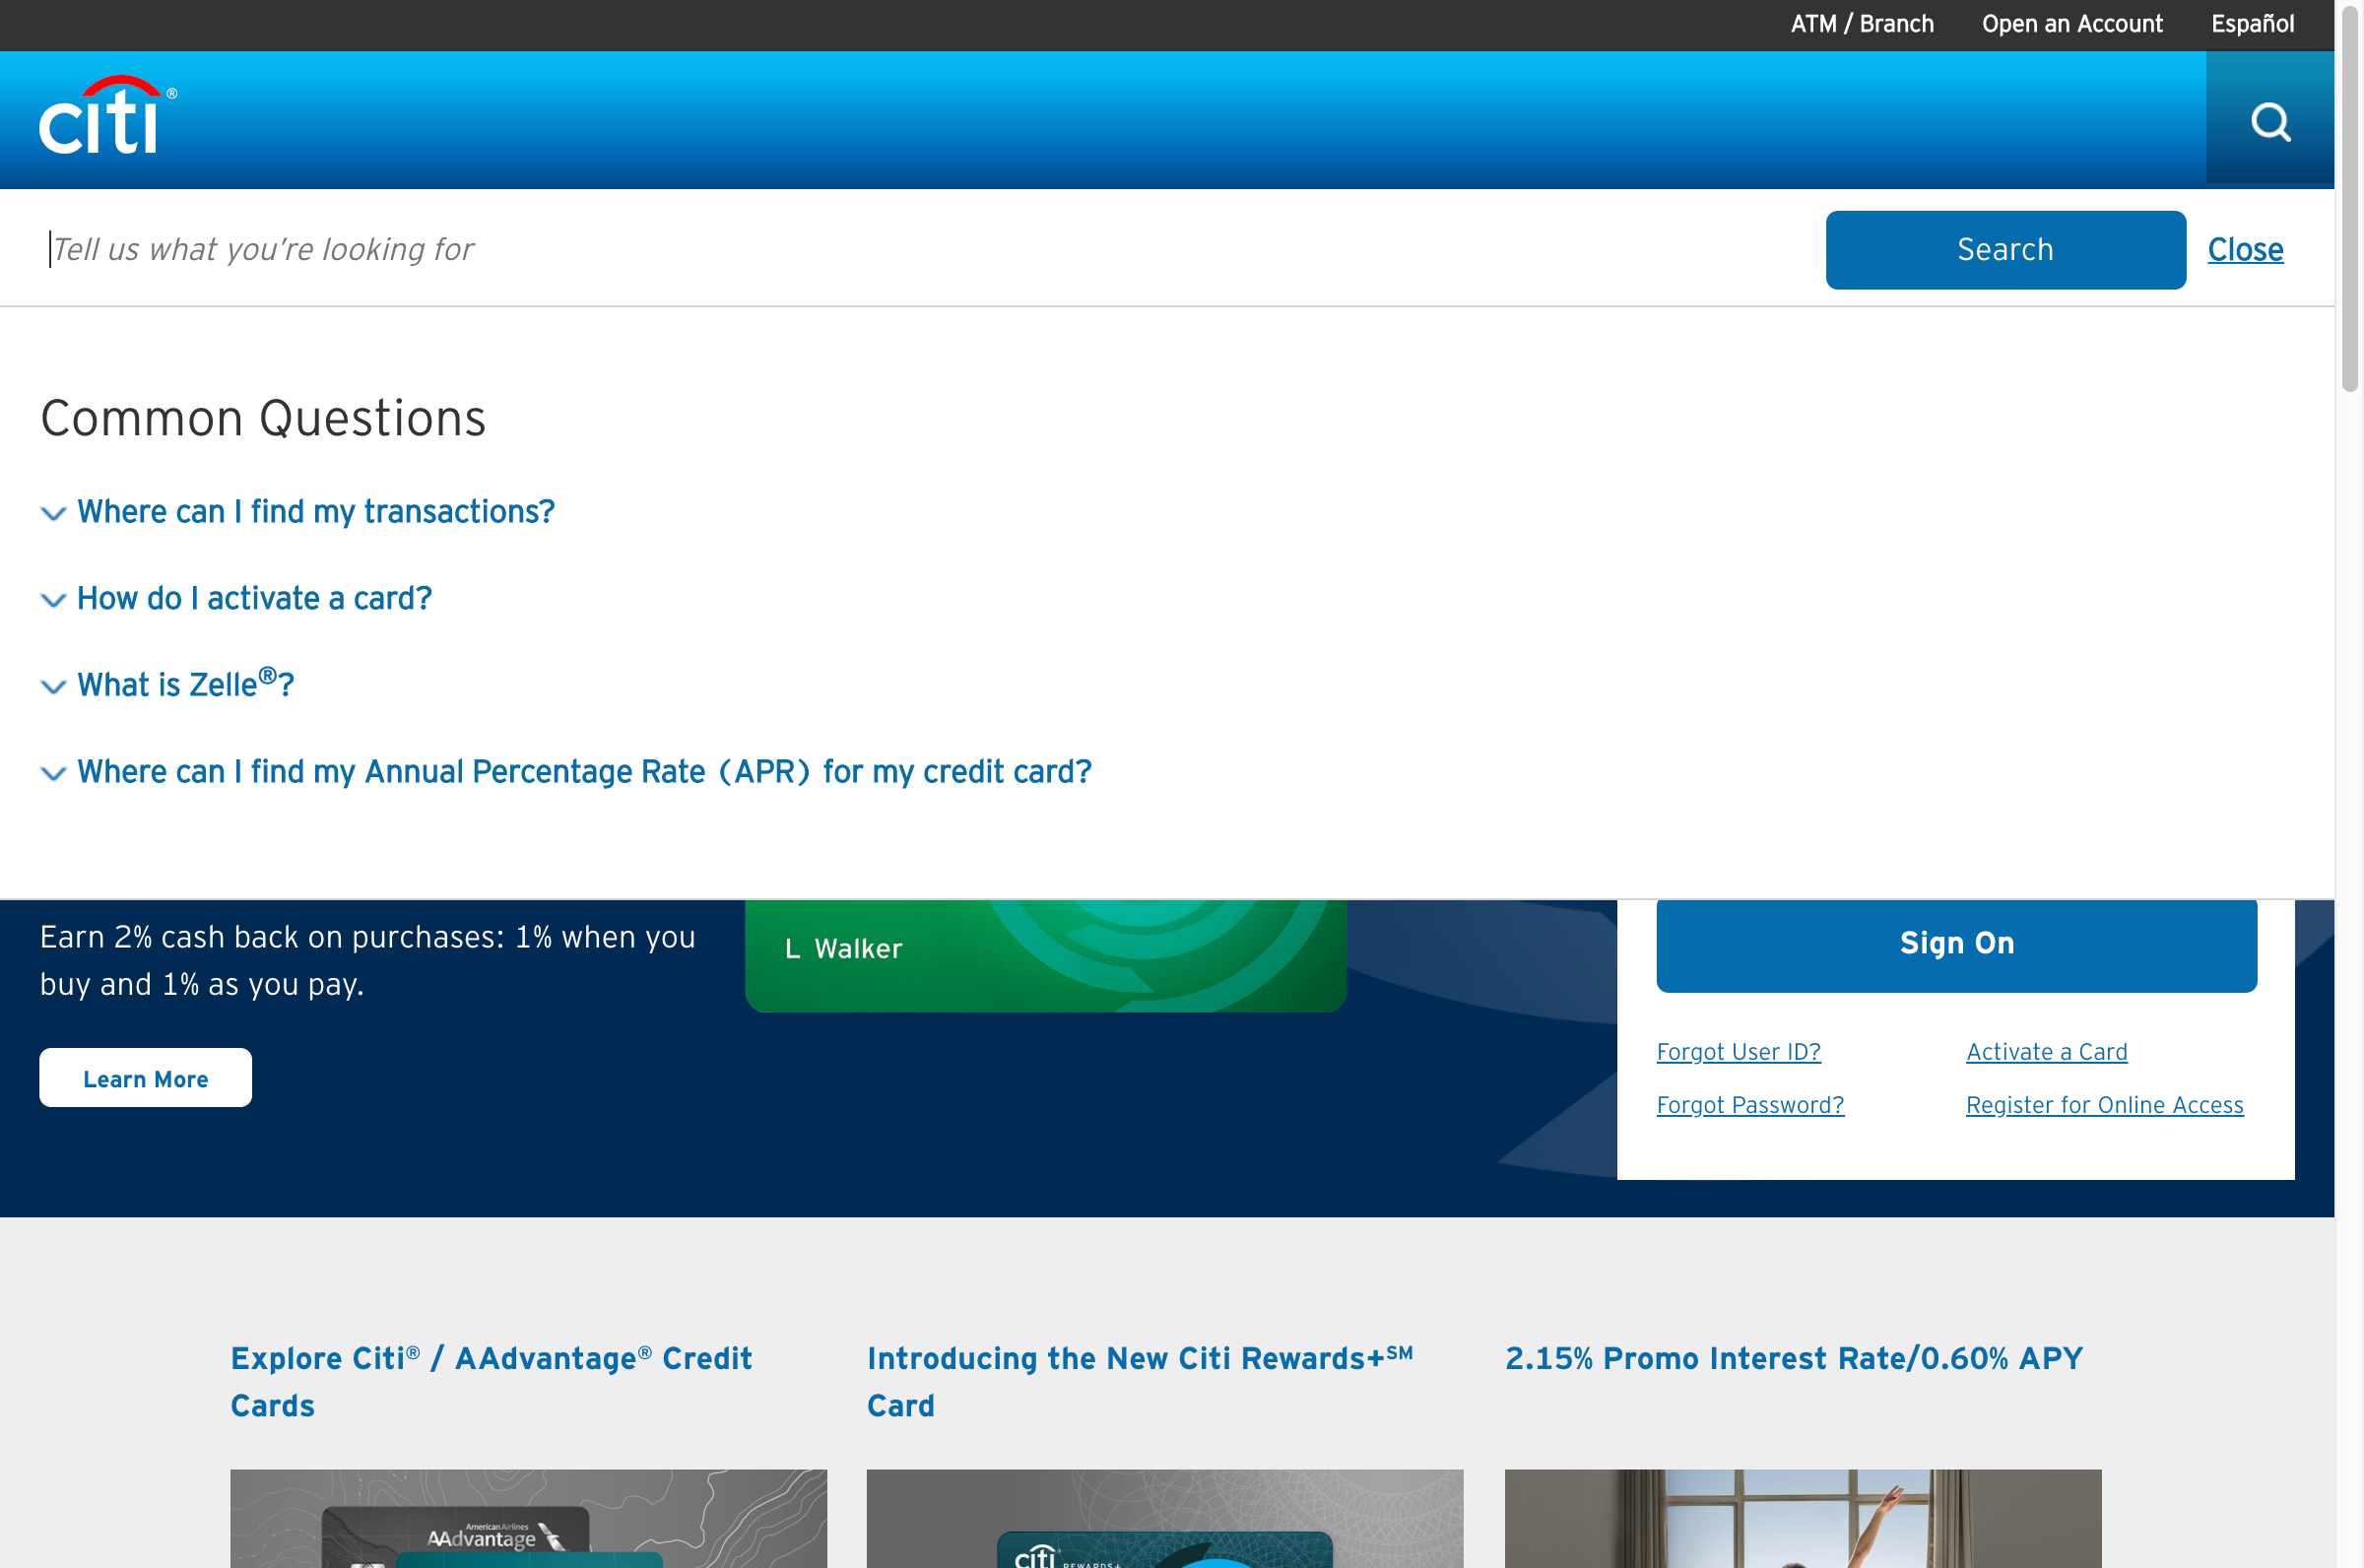 ATM / Branch
Open an Account
Español
citi®
Tell us what you're looking for
Search
Close
Common Questions
Where can I find my transactions?
How do I activate a card?
What is Zelle®?
Where can I find my Annual Percentage Rate (APR) for my credit card?
Earn 2% cash back on purchases: 1% when you
buy and 1% as you pay.
Learn More
L Walker
Sign On
Forgot User ID?
Activate a Card
Forgot Password?
Register for Online Access
Explore Citi® / AAdvantage® Credit
Cards
Introducing the New Citi Rewards+℠
Card
2.15% Promo Interest Rate/0.60% APY
American Airlines
AAdvantage
citi REWARDS+